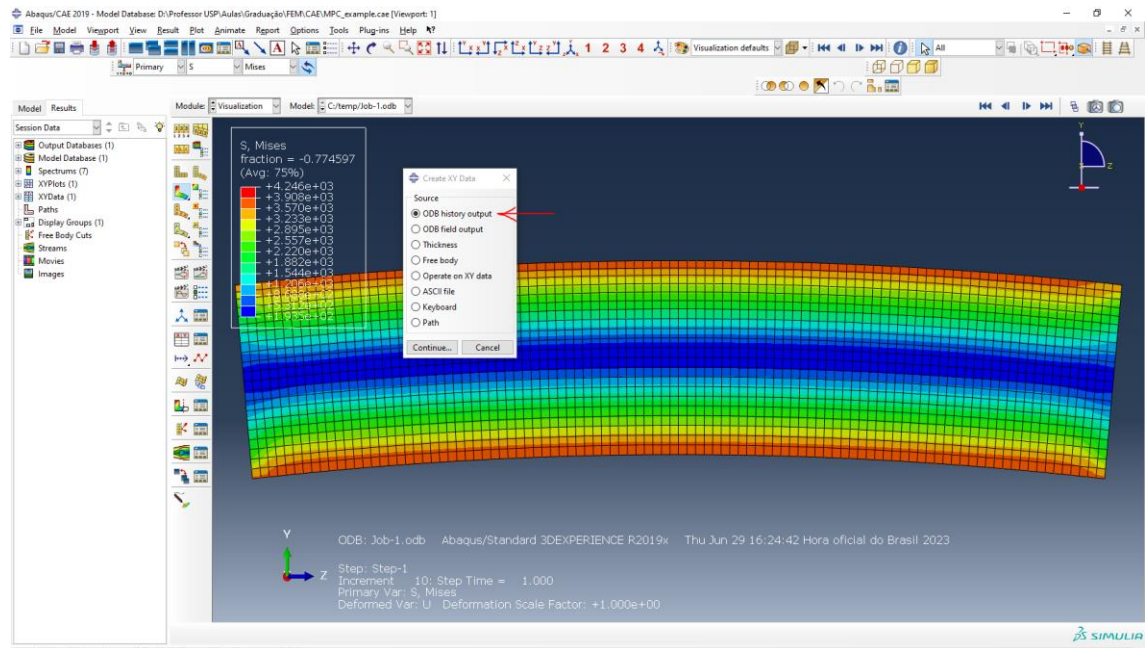 Abaqus/CAE 2019 - Model Database: D:\Professor USP\Aulas\Graduação\FEM\CAE\MPC_example.cae [Viewport: 1]
File Model Viewport View Result Plot Animate Report Options Tools Plug-ins Help
1 2 3 4 Visualization defaults All
Primary S Mises
Model Results
Module: Visualization Model: C:/temp/Job-1.odb
Session Data
Output Databases (1)
Model Database (1)
Spectrums (7)
XYPlots (1)
XYData (1)
Paths
Display Groups (1)
Free Body Cuts
Streams
Movies
Images
S, Mises
fraction = -0.774597
(Avg: 75%)
+4.246e+03
+3.908e+03
+3.570e+03
+3.233e+03
+2.895e+03
+2.557e+03
+2.220e+03
+1.882e+03
+1.544e+03
+1.206e+03
+1.935e+02
Create XY Data
Source
ODB history output
ODB field output
Thickness
Free body
Operate on XY data
ASCII file
Keyboard
Path
Continue... Cancel
Y
Z
Y
Z
ODB: Job-1.odb Abaqus/Standard 3DEXPERIENCE R2019x Thu Jun 29 16:24:42 Hora oficial do Brasil 2023
Step: Step-1
Increment 10: Step Time = 1.000
Primary Var: S, Mises
Deformed Var: U Deformation Scale Factor: +1.000e+00
SIMULIA